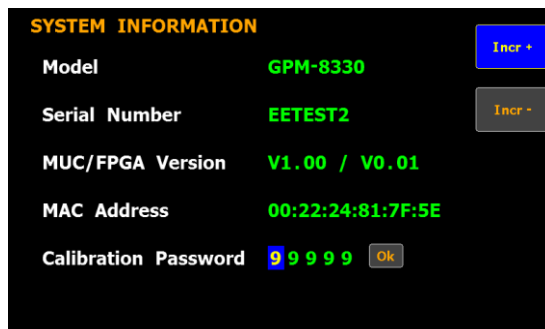 SYSTEM INFORMATION
Incr +
Model GPM-8330
Serial Number EETEST2
Incr -
MUC/FPGA Version V1.00 / V0.01
MAC Address 00:22:24:81:7F:5E
Calibration Password 9 9 9 9 9 Ok